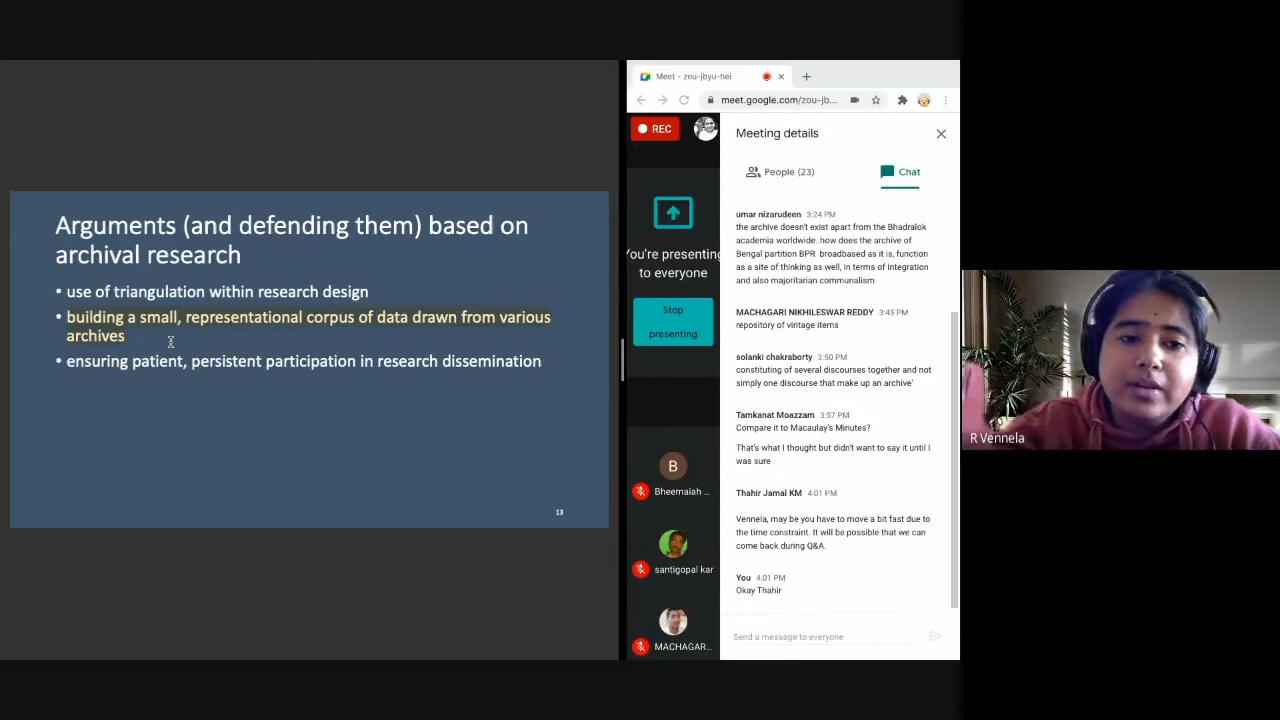 Arguments (and defending them) based on
archival research
• use of triangulation within research design
• building a small, representational corpus of data drawn from various
archives
• ensuring patient, persistent participation in research dissemination
13
Meet - zou-jbyu-hei
meet.google.com/zou-jb...
REC
You're presenting
to everyone
Stop
presenting
B
Bheemaiah ...
santigopal kar
MACHAGAR...
Meeting details
People (23)
Chat
umar nizarudeen 3:24 PM
the archive doesn't exist apart from the Bhadralok
academia worldwide..how does the archive of
Bengal partition BPR broadbased as it is, function
as a site of thinking as well, in terms of integration
and also majoritarian communalism
MACHAGARI NIKHILESWAR REDDY 3:45 PM
repository of vintage items
solanki chakraborty 3:50 PM
constituting of several discourses together and not
simply one discourse that make up an archive'
Tamkanat Moazzam 3:57 PM
Compare it to Macaulay's Minutes?
That's what I thought but didn't want to say it until I
was sure
Thahir Jamal KM 4:01 PM
Vennela, may be you have to move a bit fast due to
the time constraint. It will be possible that we can
come back during Q&A.
You 4:01 PM
Okay Thahir
Send a message to everyone
R Vennela